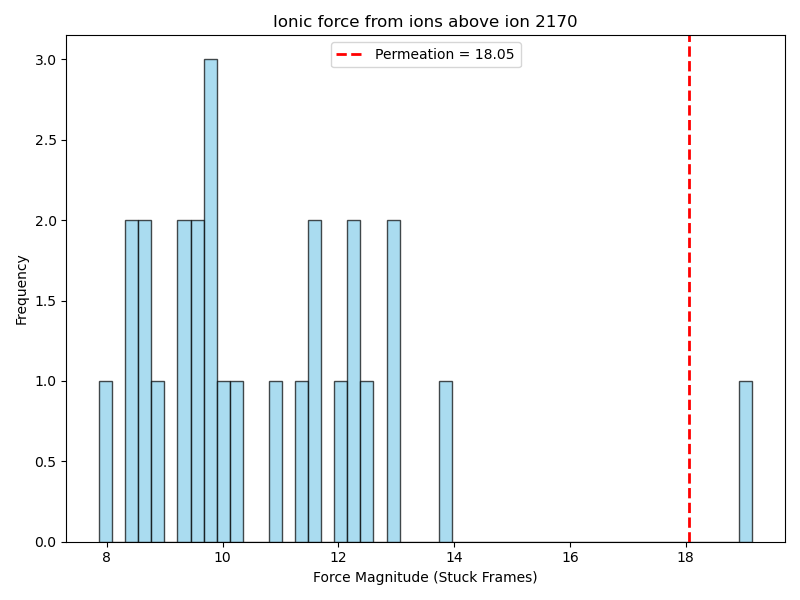 Ionic force from ions above ion 2170
Permeation = 18.05
3.0
2.5
2.0
1.5
1.0
0.5
0.0
Frequency
8 10 12 14 16 18
Force Magnitude (Stuck Frames)